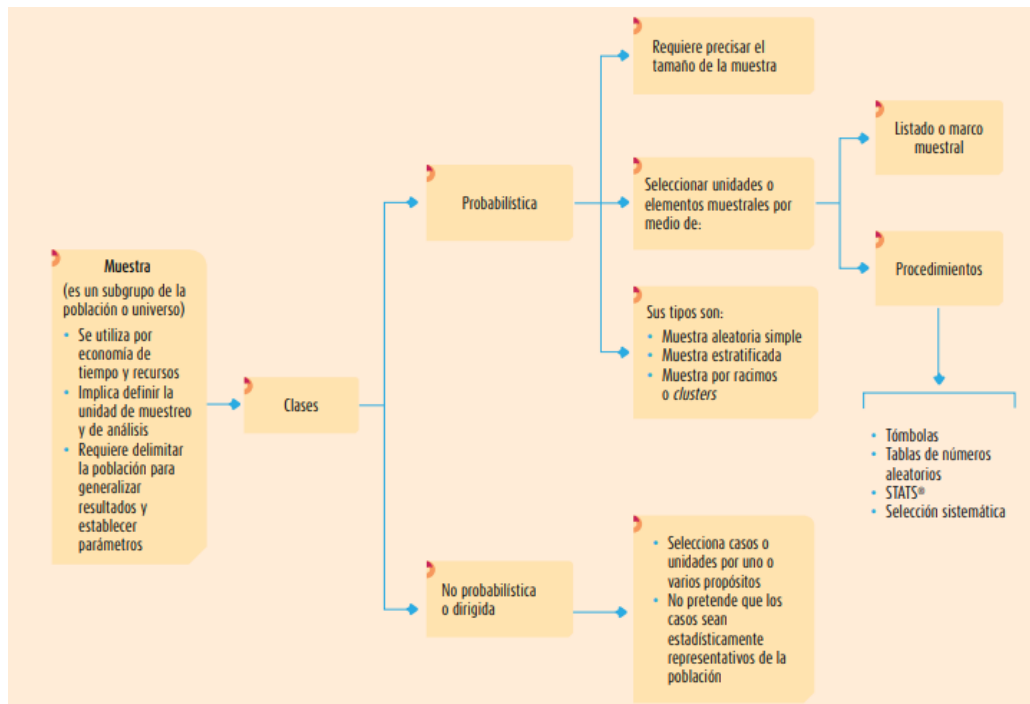 Muestra
(es un subgrupo de la
población o universo)
• Se utiliza por
economía de
tiempo y recursos
• Implica definir la
unidad de muestreo
y de análisis
• Requiere delimitar
la población para
generalizar
resultados y
establecer
parámetros
Clases
Probabilística
Requiere precisar el
tamaño de la muestra
Seleccionar unidades o
elementos muestrales por
medio de:
Listado o marco
muestral
Procedimientos
• Tómbolas
• Tablas de números
aleatorios
• STATS®
• Selección sistemática
Sus tipos son:
• Muestra aleatoria simple
• Muestra estratificada
• Muestra por racimos
o clusters
No probabilística
o dirigida
• Selecciona casos o
unidades por uno o
varios propósitos
• No pretende que los
casos sean
estadísticamente
representativos de la
población